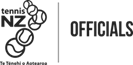 tennis
NZ
Te Tēnehi o Aotearoa
OFFICIALS